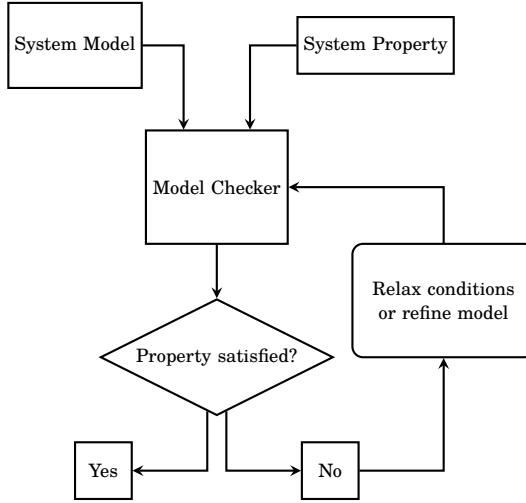 System Model
System Property
Model Checker
Relax conditions
or refine model
Property satisfied?
Yes
No